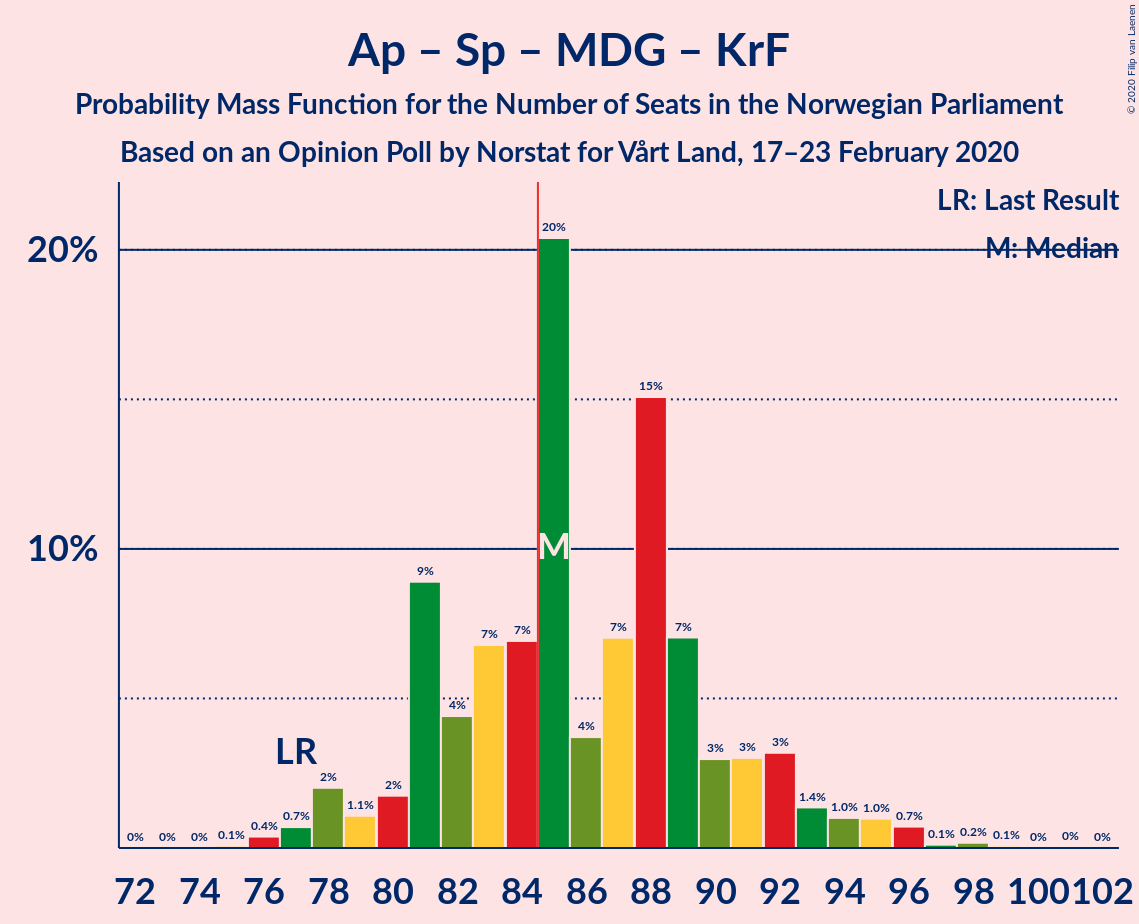 © 2020 Filip van Laenen
Ap – Sp – MDG – KrF
Probability Mass Function for the Number of Seats in the Norwegian Parliament
Based on an Opinion Poll by Norstat for Vårt Land, 17–23 February 2020
LR: Last Result
M: Median
20%
10%
LR
M
0% 0% 0% 0.1% 0.4% 0.7% 2% 1.1% 2% 9% 4% 7% 7% 20% 4% 7% 15% 7% 3% 3% 3% 1.4% 1.0% 1.0% 0.7% 0.1% 0.2% 0.1% 0% 0% 0%
72 74 76 78 80 82 84 86 88 90 92 94 96 98 100 102